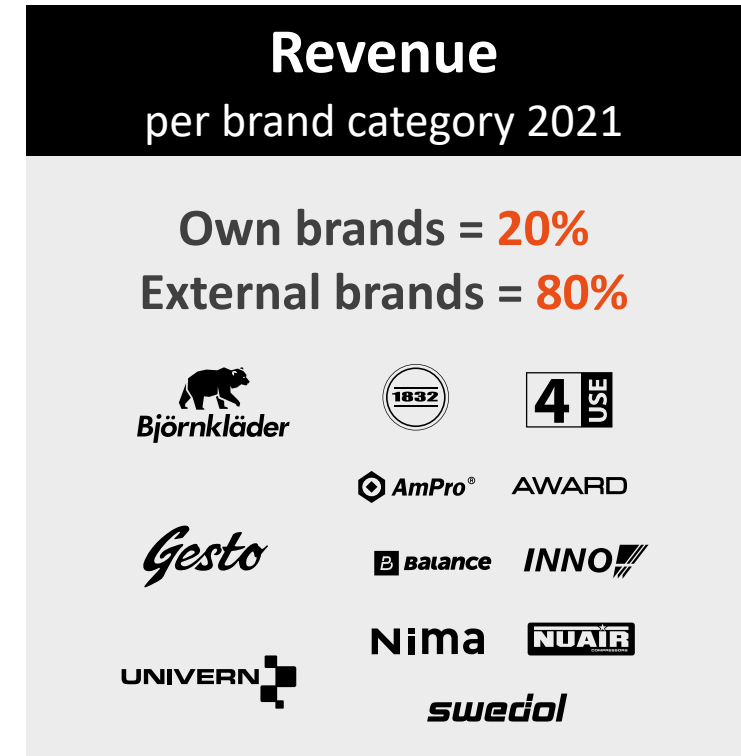 Revenue
per brand category 2021
Own brands = 20%
External brands = 80%
Björnkläder
1832
4 USE
AmPro®
AWARD
Gesto
B Balance
INNO
Nima
NUAIR
COMPRESSORS
UNIVERN
swedol